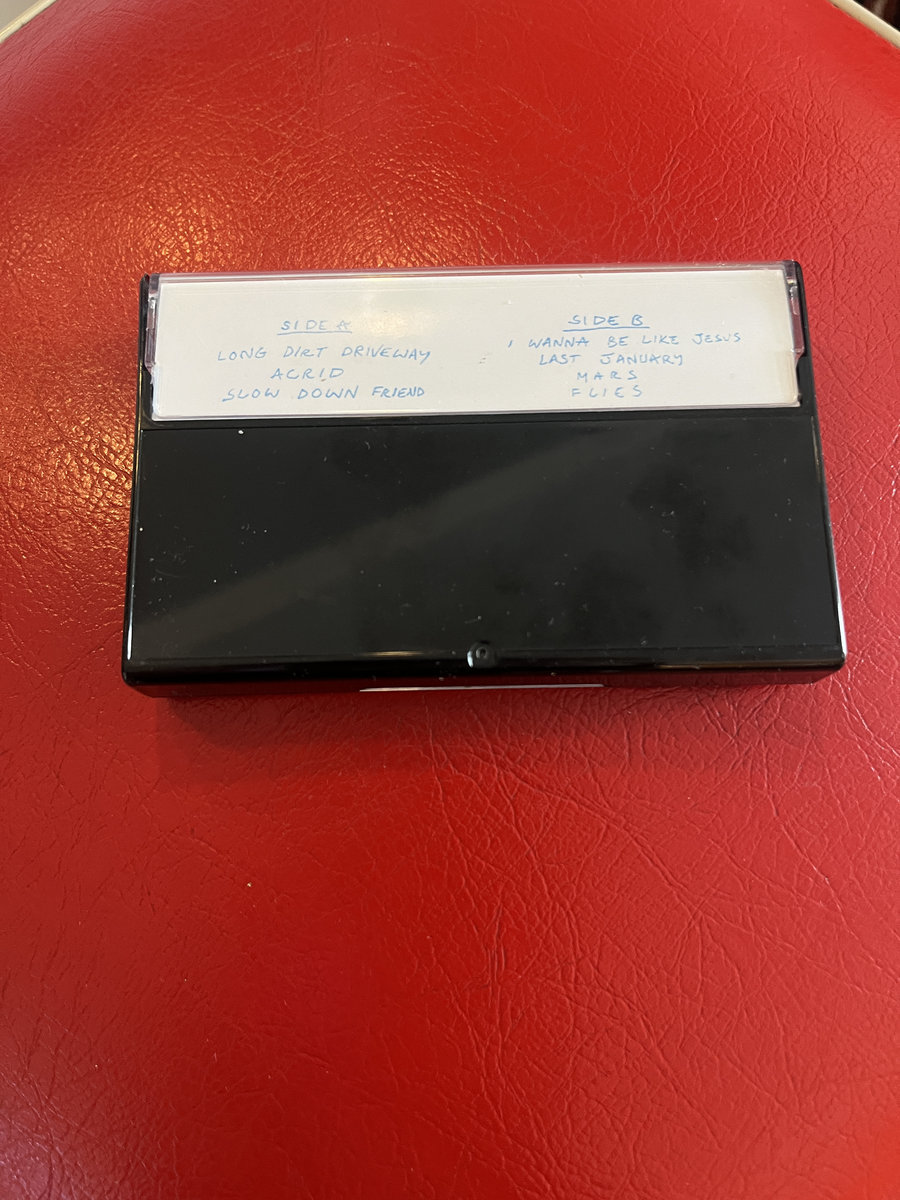 SIDE A
LONG DIRT DRIVEWAY
ACRID
SLOW DOWN FRIEND
SIDE B
I WANNA BE LIKE JESUS
LAST JANUARY
MARS
FLIES